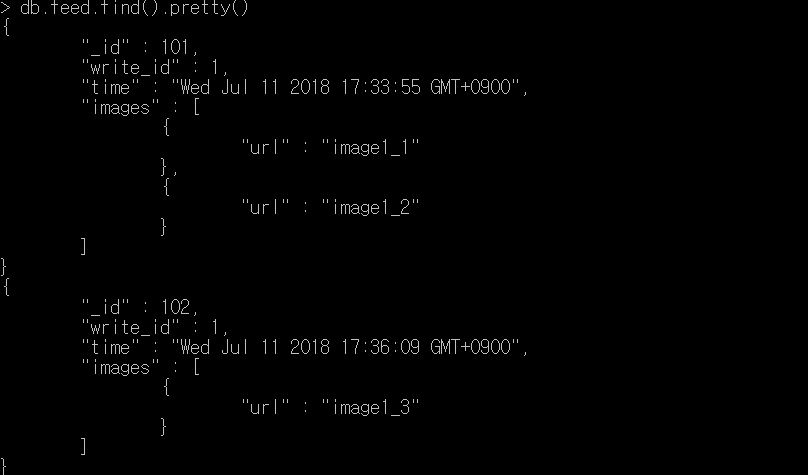 > db.feed.find().pretty()
{
"_id" : 101,
"write_id" : 1,
"time" : "Wed Jul 11 2018 17:33:55 GMT+0900",
"images" : [
{
"url" : "image1_1"
},
{
"url" : "image1_2"
}
]
}
{
"_id" : 102,
"write_id" : 1,
"time" : "Wed Jul 11 2018 17:36:09 GMT+0900",
"images" : [
{
"url" : "image1_3"
}
]
}